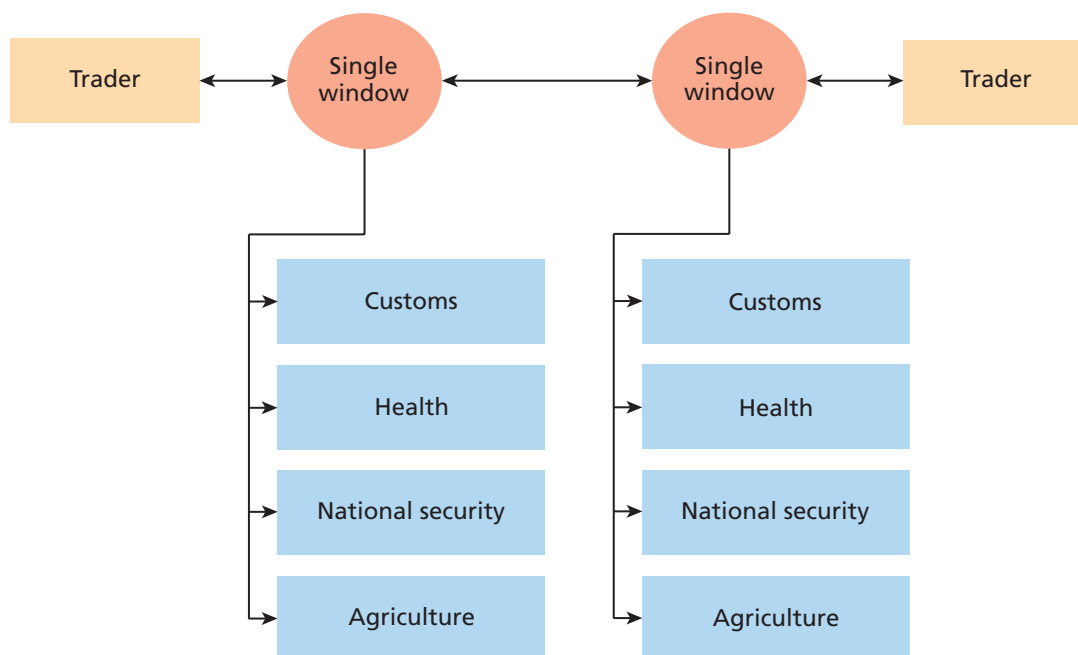 Trader
Single
window
Single
window
Trader
Customs
Customs
Health
Health
National security
National security
Agriculture
Agriculture